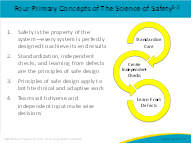 Four Primary Concepts of The Science of Safety1-3
1. Safety is the property of the
system—every system is perfectly
designed to achieve its end results
2. Standardization, independent
checks, and learning from defects
are the principles of safe design
3. Principles of safe design apply to
both technical and adaptive work
4. Teams with diverse and
independent input make wise
decisions
Standardize
Care
Create
Independent
Checks
Learn From
Defects